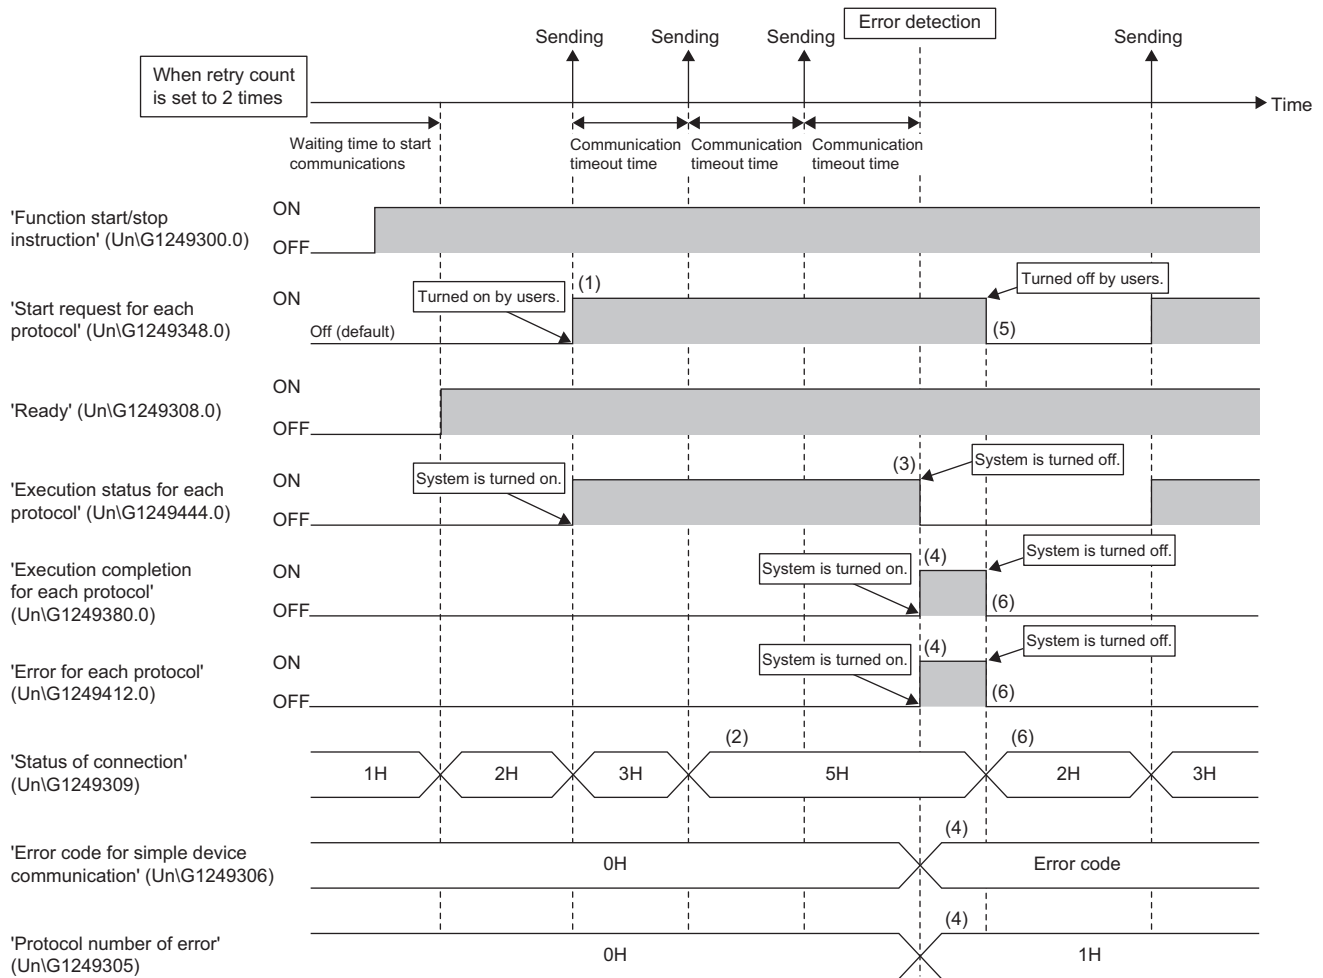 Error detection
Sending
Sending
Sending
Sending
When retry count
is set to 2 times
Time
Waiting time to start
communications
Communication
timeout time
Communication
timeout time
Communication
timeout time
'Function start/stop
instruction' (Un\G1249300.0)
ON
OFF
'Start request for each
protocol' (Un\G1249348.0)
ON
Off (default)
Turned on by users.
(1)
Turned off by users.
(5)
'Ready' (Un\G1249308.0)
ON
OFF
'Execution status for each
protocol' (Un\G1249444.0)
ON
OFF
System is turned on.
(3)
System is turned off.
'Execution completion
for each protocol'
(Un\G1249380.0)
ON
OFF
System is turned on.
(4)
System is turned off.
(6)
'Error for each protocol'
(Un\G1249412.0)
ON
OFF
System is turned on.
(4)
System is turned off.
(6)
'Status of connection'
(Un\G1249309)
1H
2H
3H
(2)
5H
(6)
2H
3H
'Error code for simple device
communication' (Un\G1249306)
0H
(4)
Error code
'Protocol number of error'
(Un\G1249305)
0H
(4)
1H